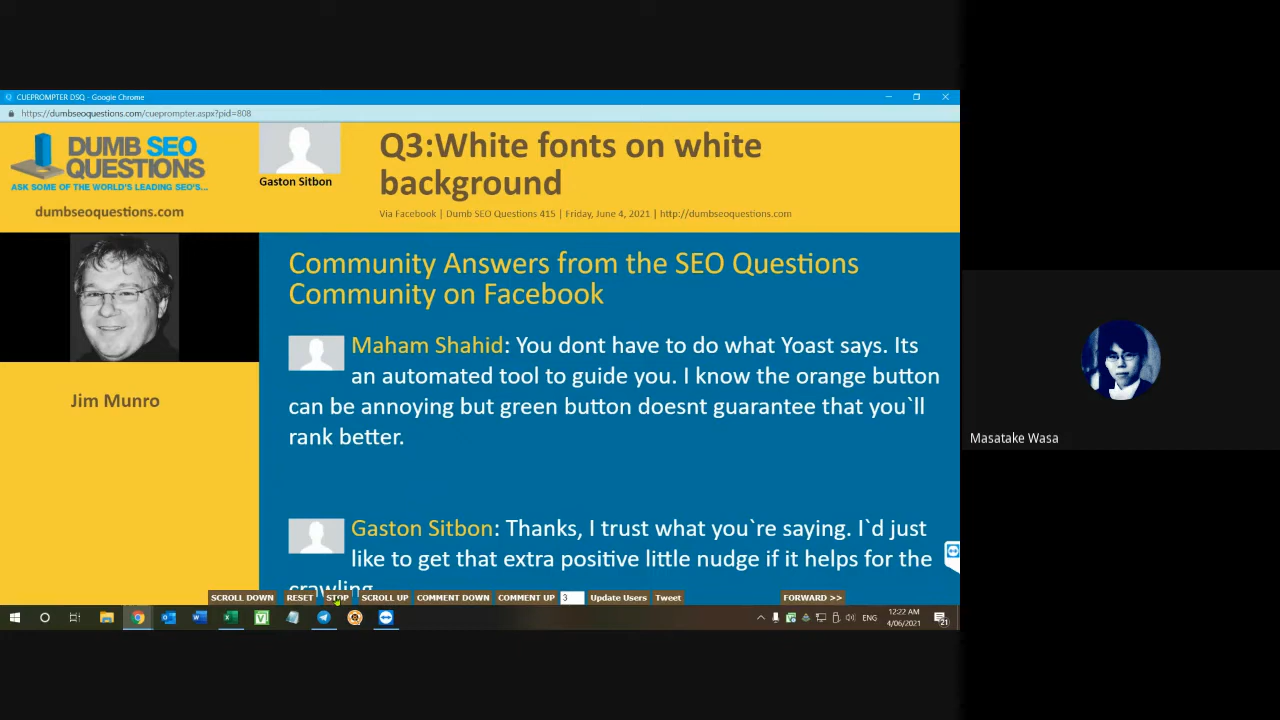 CUEPROMPTER DSQ - Google Chrome
https://dumbseoquestions.com/cueprompter.aspx?pid=808
DUMB SEO
QUESTIONS
ASK SOME OF THE WORLD'S LEADING SEO'S...
dumbseoquestions.com
Gaston Sitbon
Q3:White fonts on white
background
Via Facebook | Dumb SEO Questions 415 | Friday, June 4, 2021 | http://dumbseoquestions.com
Jim Munro
Community Answers from the SEO Questions
Community on Facebook
Maham Shahid: You dont have to do what Yoast says. Its
an automated tool to guide you. I know the orange button
can be annoying but green button doesnt guarantee that you`ll
rank better.
Gaston Sitbon: Thanks, I trust what you`re saying. I`d just
like to get that extra positive little nudge if it helps for the
crawling
SCROLL DOWN RESET STOP SCROLL UP COMMENT DOWN COMMENT UP 3 Update Users Tweet FORWARD >>
ENG
12:22 AM
4/06/2021
21
Masatake Wasa